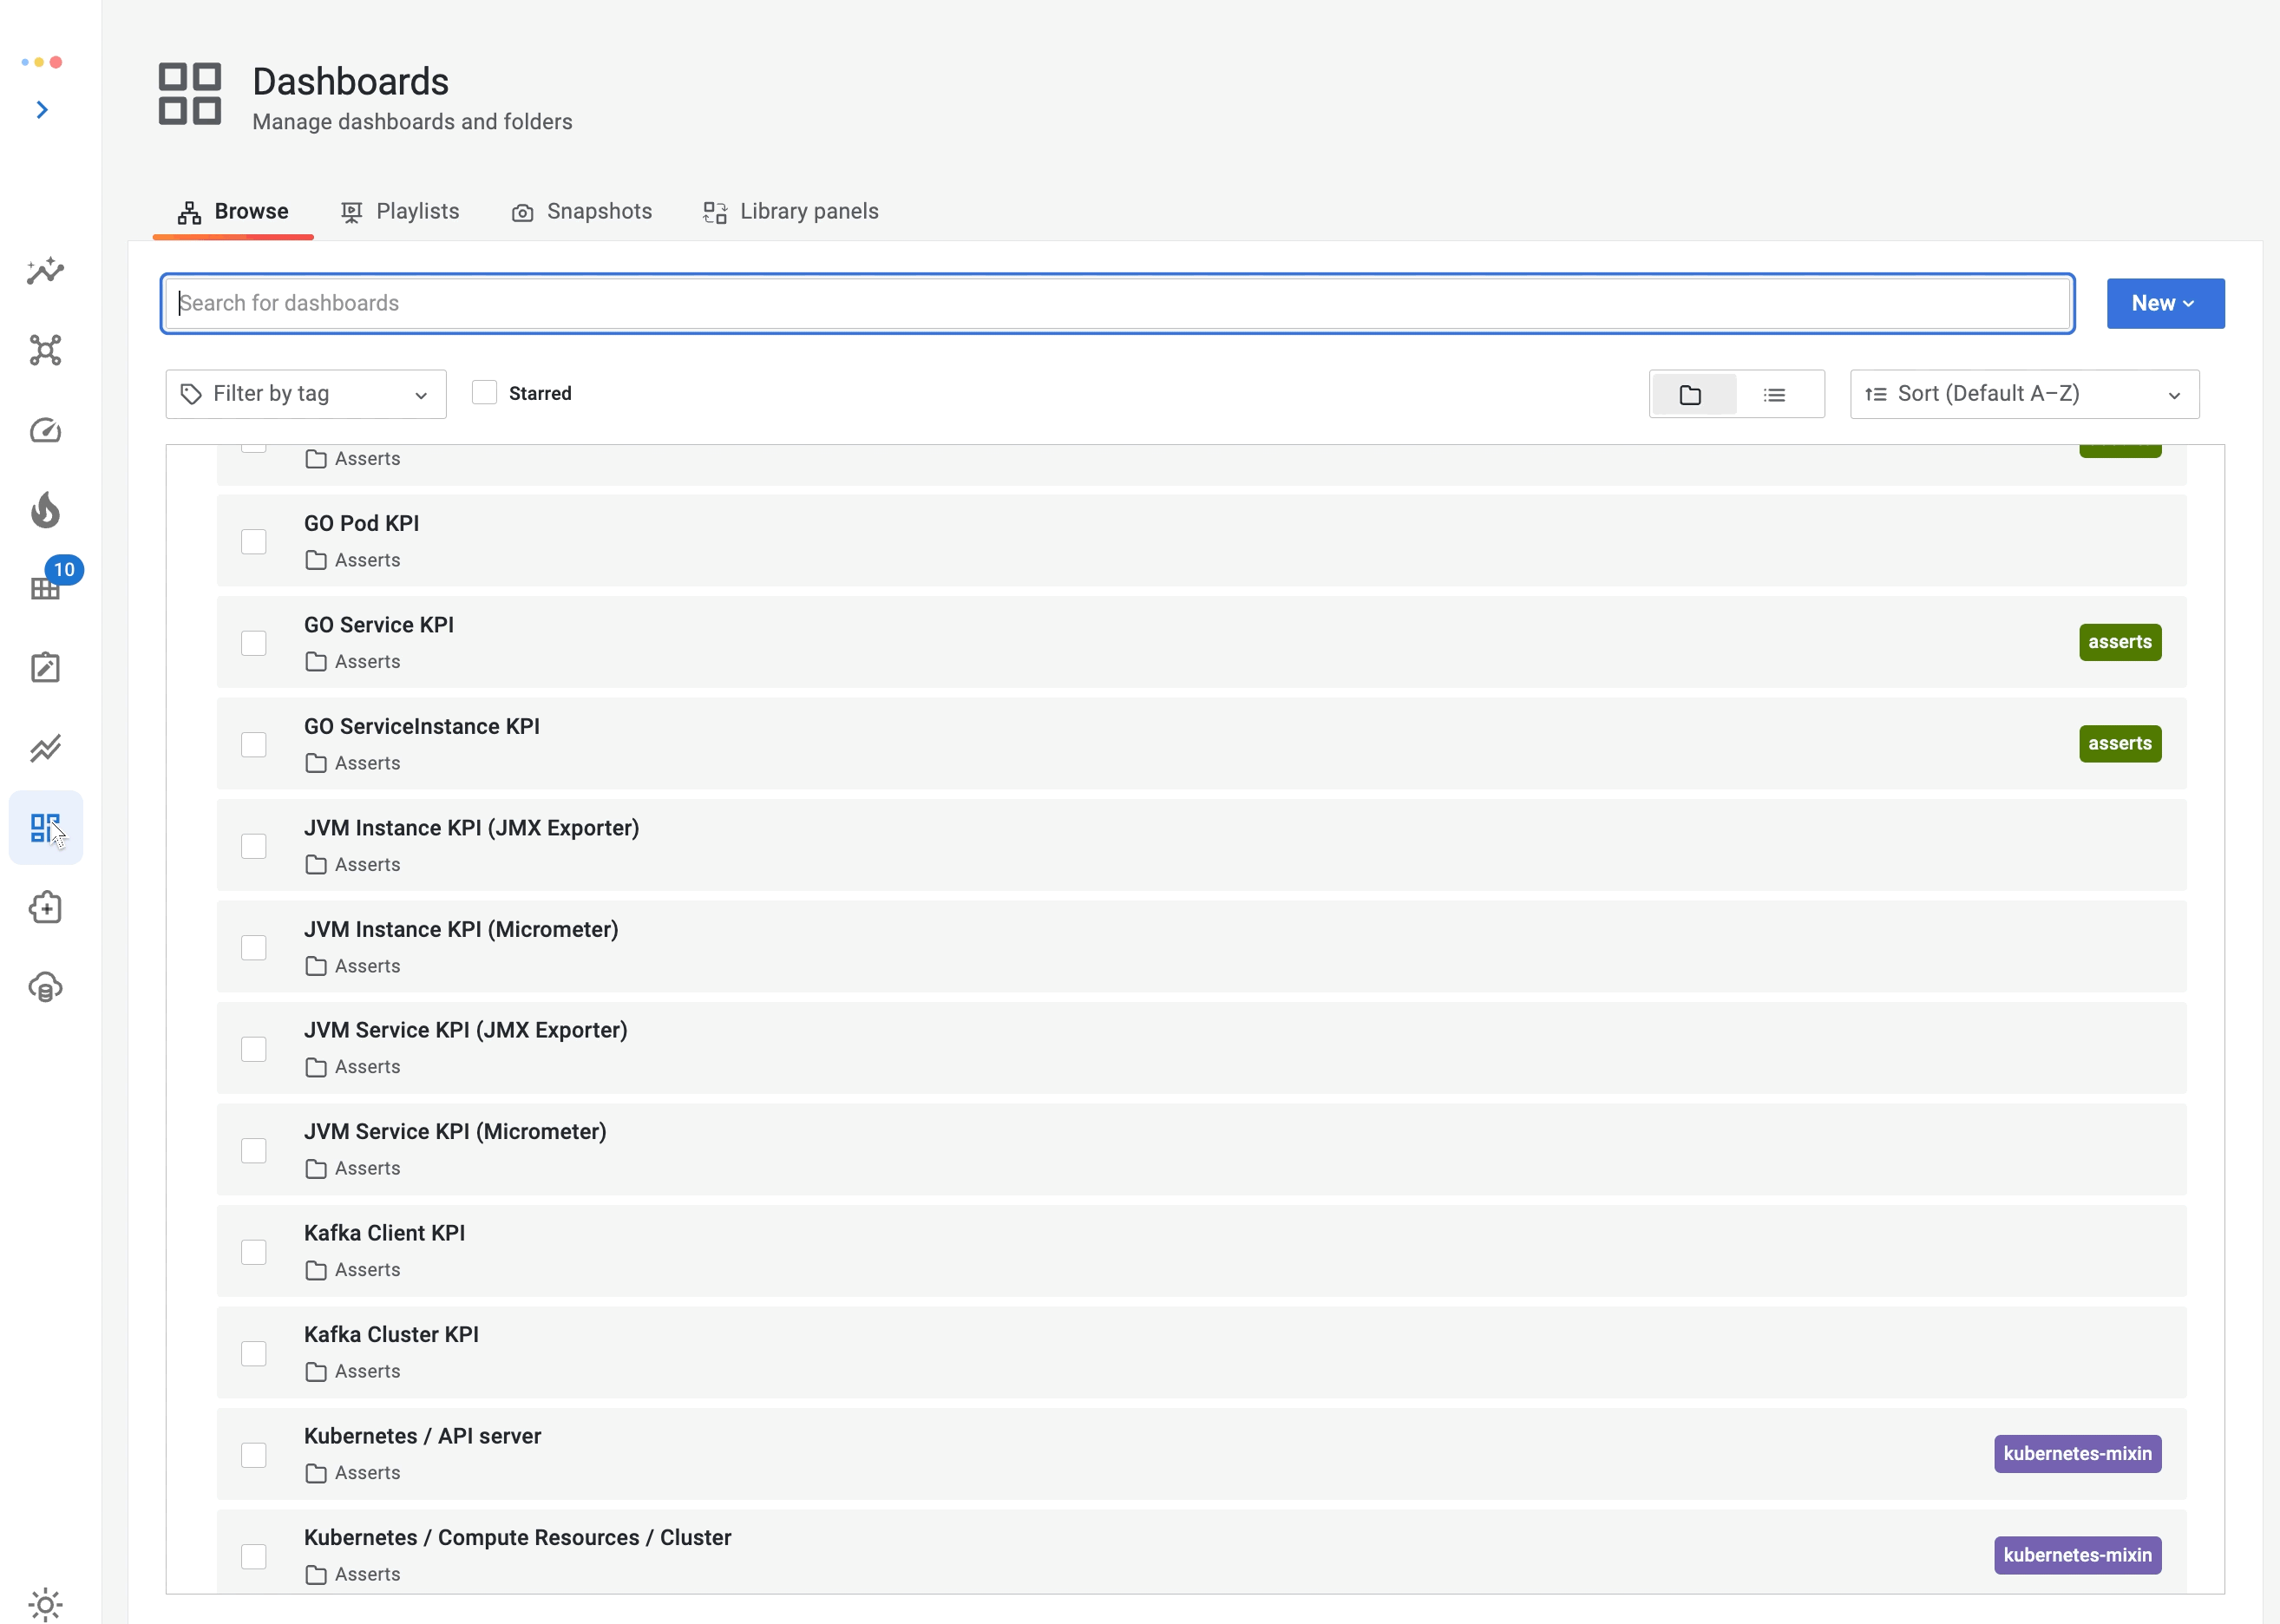 Dashboards
Manage dashboards and folders
Browse
Playlists
Snapshots
Library panels
Search for dashboards
New
Filter by tag
Starred
Sort (Default A–Z)
Asserts
GO Pod KPI
Asserts
10
GO Service KPI
Asserts
asserts
GO ServiceInstance KPI
Asserts
asserts
JVM Instance KPI (JMX Exporter)
Asserts
JVM Instance KPI (Micrometer)
Asserts
JVM Service KPI (JMX Exporter)
Asserts
JVM Service KPI (Micrometer)
Asserts
Kafka Client KPI
Asserts
Kafka Cluster KPI
Asserts
Kubernetes / API server
Asserts
kubernetes-mixin
Kubernetes / Compute Resources / Cluster
Asserts
kubernetes-mixin